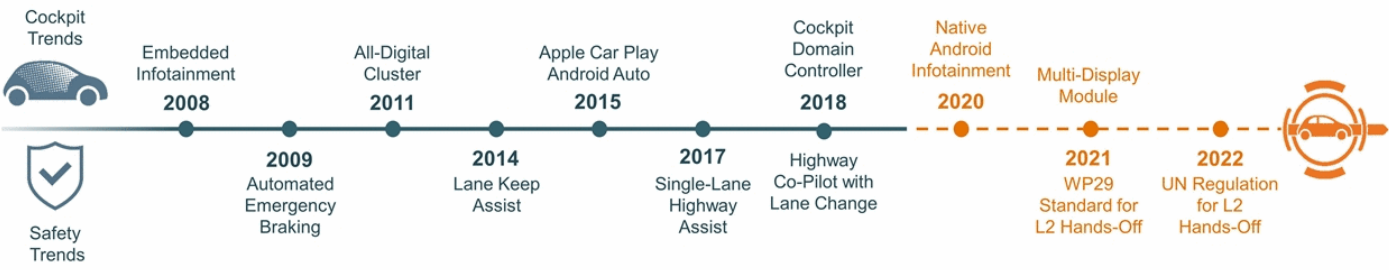 Cockpit
Trends
Embedded
Infotainment
2008
2009
Automated
Emergency
Braking
All-Digital
Cluster
2011
2014
Lane Keep
Assist
Apple Car Play
Android Auto
2015
2017
Single-Lane
Highway
Assist
Cockpit
Domain
Controller
2018
Highway
Co-Pilot with
Lane Change
Native
Android
Infotainment
2020
Multi-Display
Module
2021
WP29
Standard for
L2 Hands-Off
2022
UN Regulation
for L2
Hands-Off
Safety
Trends